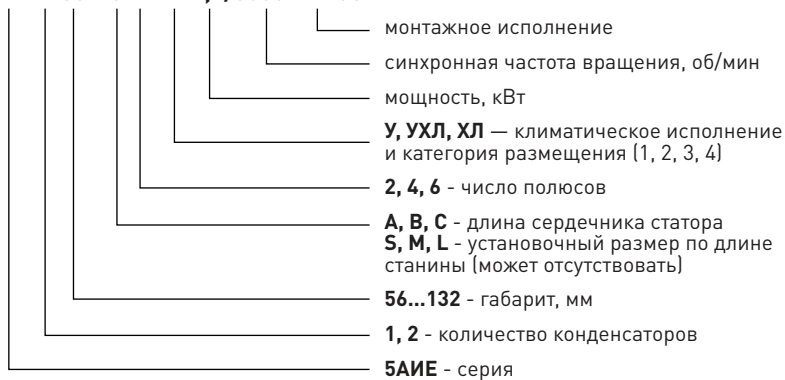 монтажное исполнение
синхронная частота вращения, об/мин
мощность, кВт
У, УХЛ, ХЛ — климатическое исполнение
и категория размещения (1, 2, 3, 4)
2, 4, 6 - число полюсов
А, В, С - длина сердечника статора
S, M, L - установочный размер по длине
станины (может отсутствовать)
56...132 - габарит, мм
1, 2 - количество конденсаторов
5АИЕ - серия